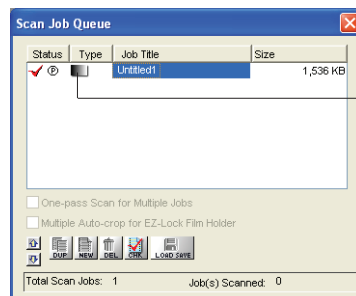 Scan Job Queue
Status Type Job Title Size
P Untitled1 1,536 KB
One-pass Scan for Multiple Jobs
Multiple Auto-crop for EZ-Lock Film Holder
DUP NEW DEL CHK LOAD SAVE
Total Scan Jobs: 1 Job(s) Scanned: 0